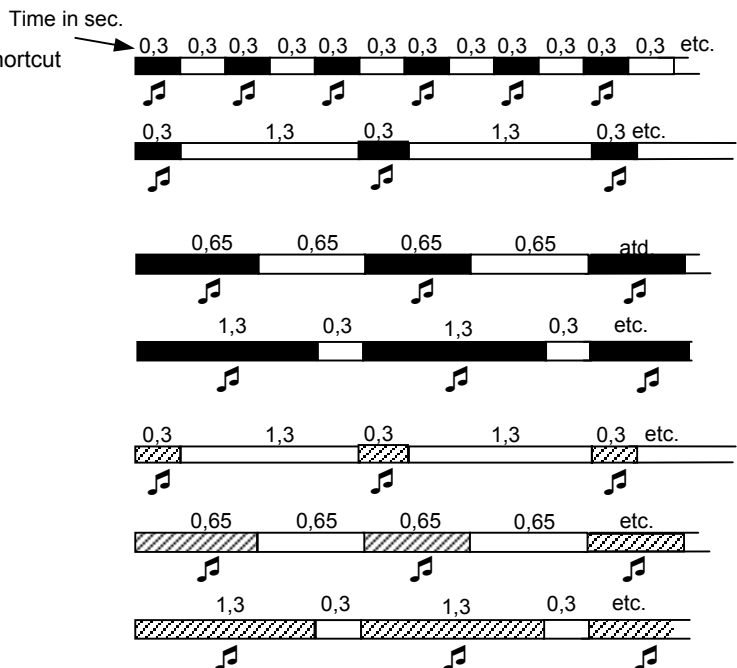 Time in sec.
0,3 0,3 0,3 0,3 0,3 0,3 0,3 0,3 0,3 0,3 0,3 0,3 etc.
hortcut
0,3 1,3 0,3 1,3 0,3 etc.
0,65 0,65 0,65 0,65 atd.
1,3 0,3 1,3 0,3 etc.
0,3 1,3 0,3 1,3 0,3 etc.
0,65 0,65 0,65 0,65 etc.
1,3 0,3 1,3 0,3 etc.